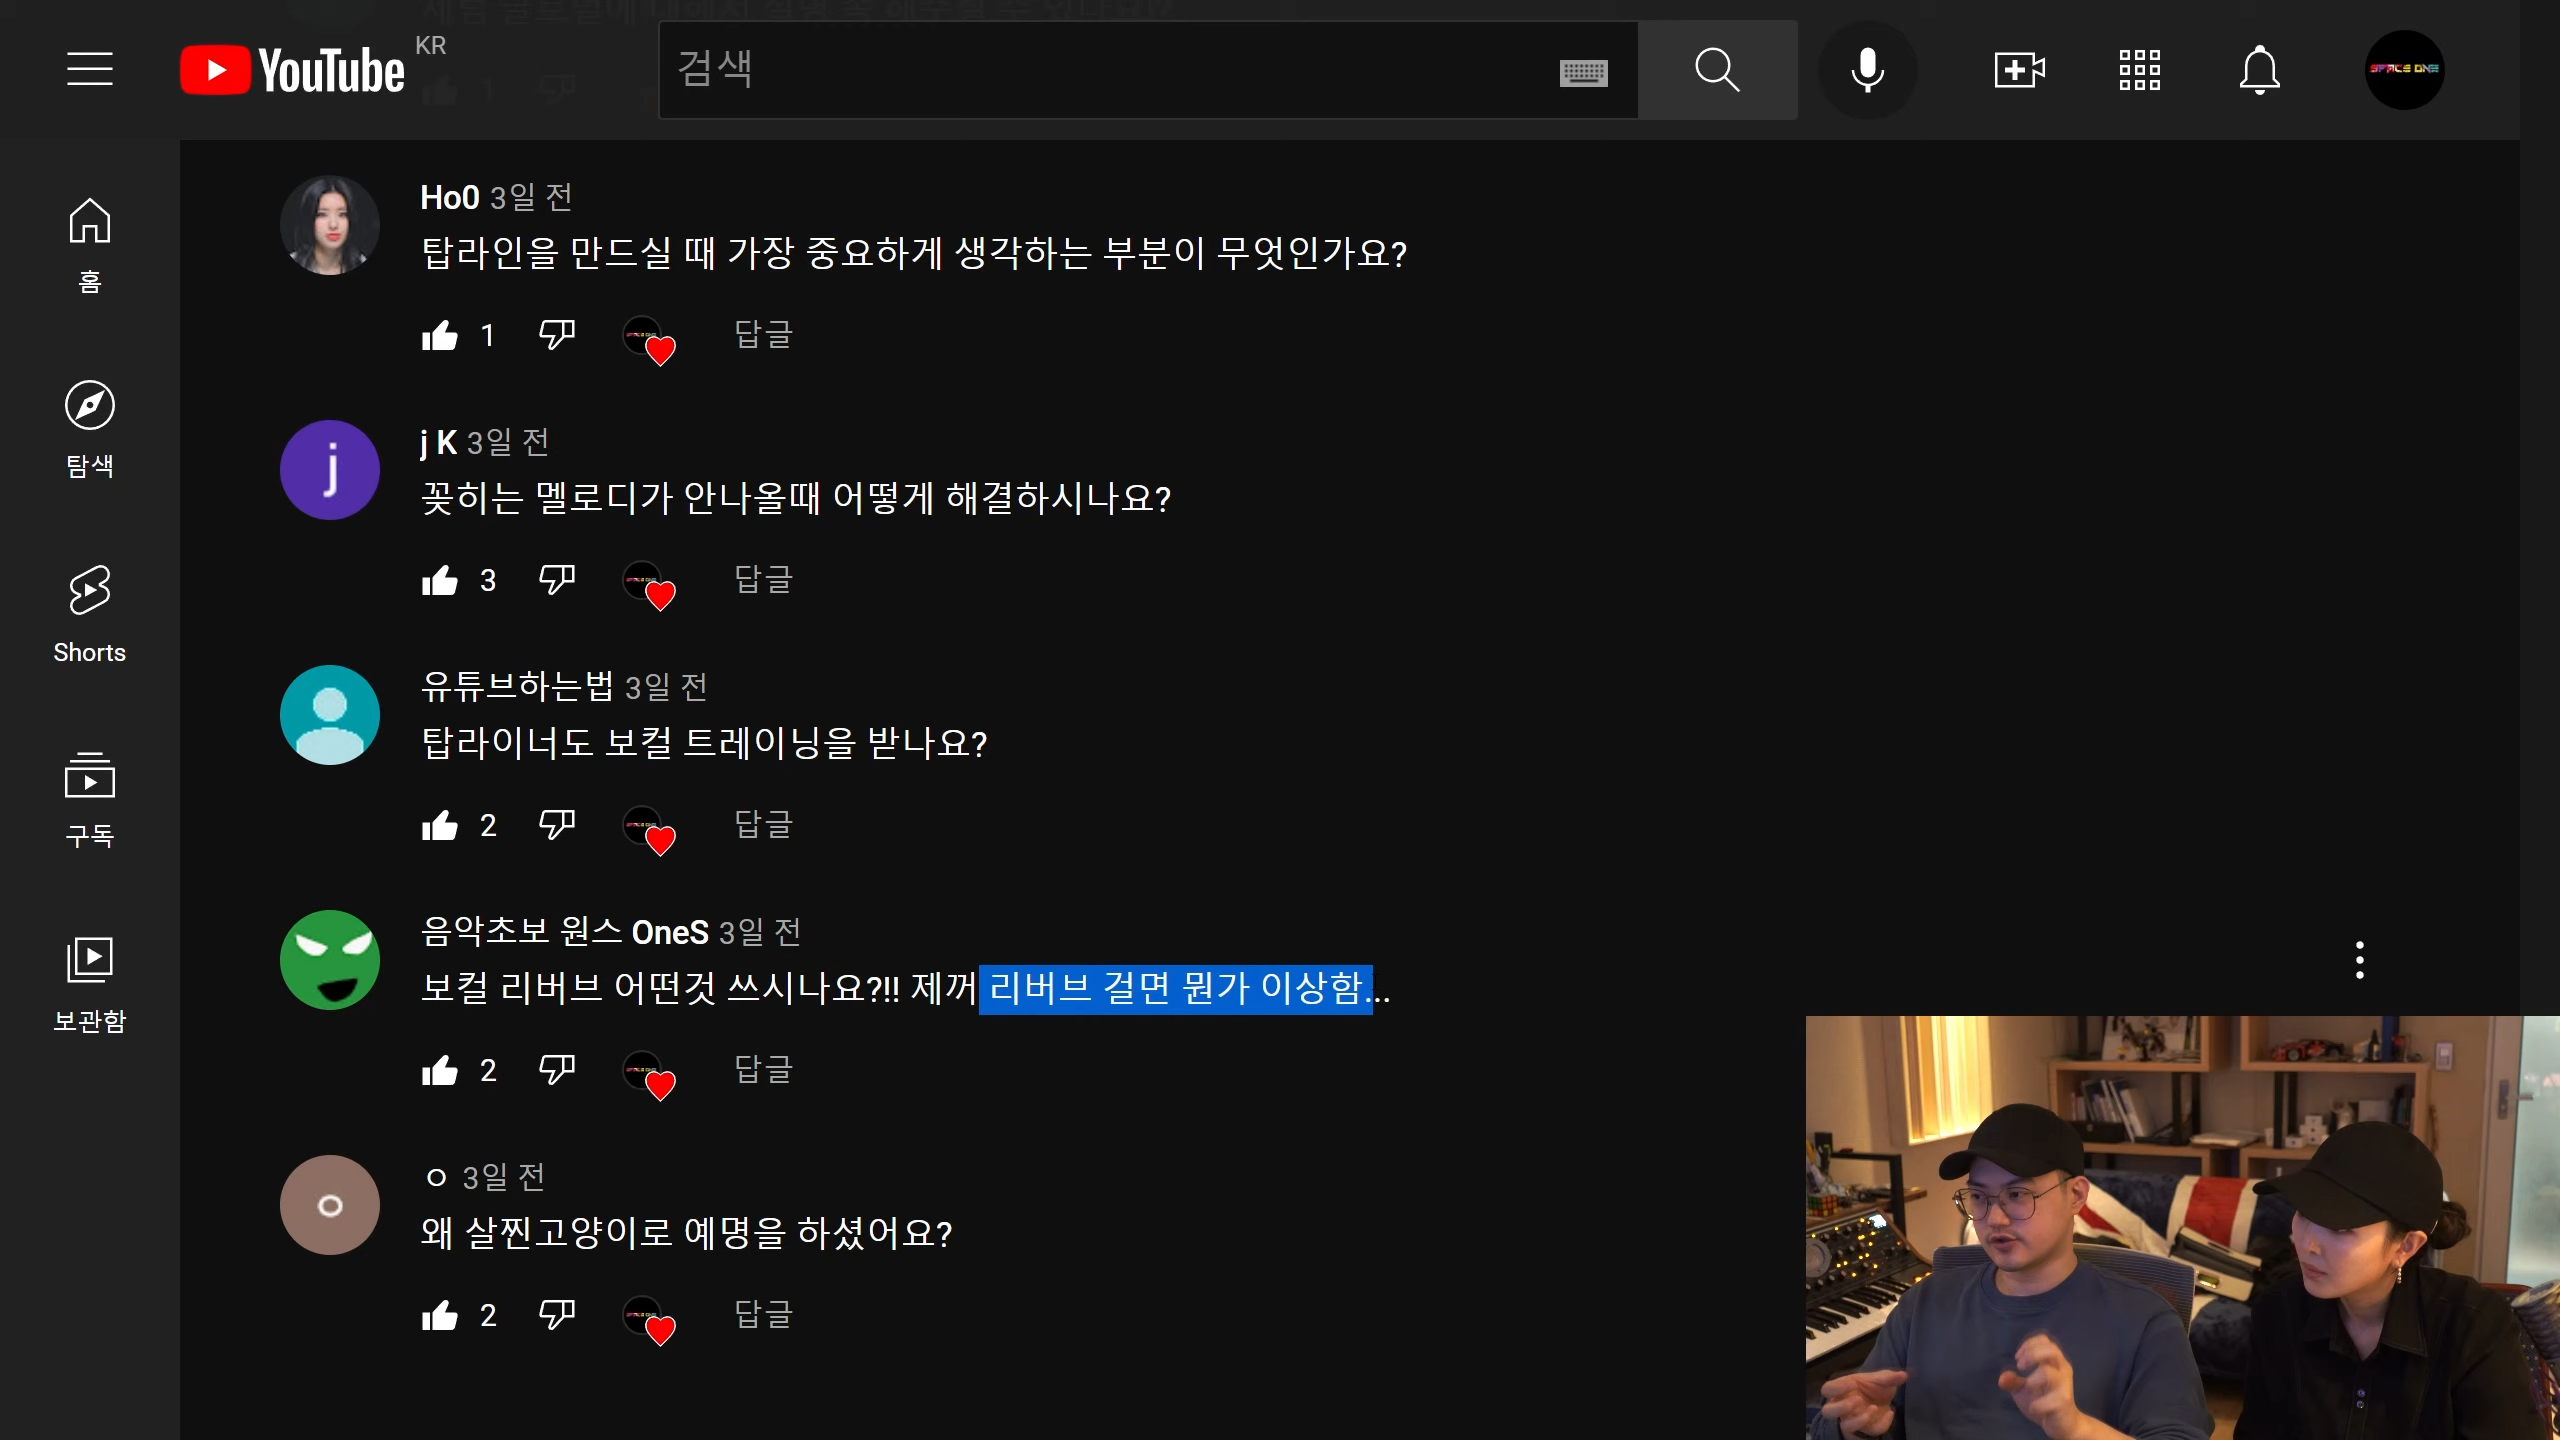 YouTube KR
검색
SPACE ONE
홈
탐색
Shorts
구독
보관함
Ho0 3일 전
탑라인을 만드실 때 가장 중요하게 생각하는 부분이 무엇인가요?
1 답글
j
j K 3일 전
꽂히는 멜로디가 안나올때 어떻게 해결하시나요?
3 답글
유튜브하는법 3일 전
탑라이너도 보컬 트레이닝을 받나요?
2 답글
음악초보 원스 OneS 3일 전
보컬 리버브 어떤것 쓰시나요?!! 제꺼 리버브 걸면 뭔가 이상함...
2 답글
ㅇ
ㅇ 3일 전
왜 살찐고양이로 예명을 하셨어요?
2 답글